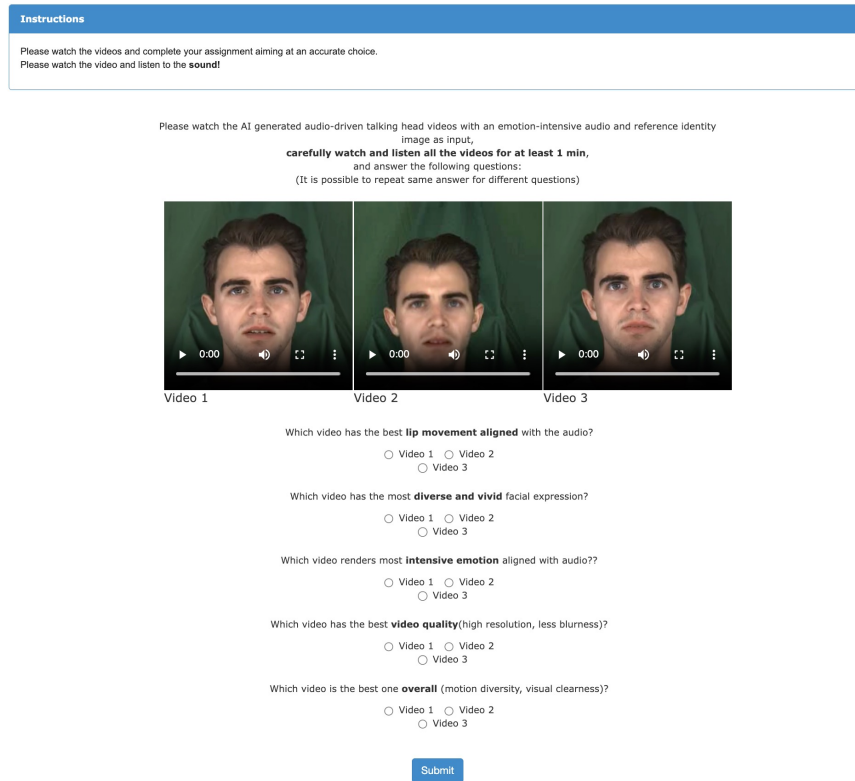 Instructions
Please watch the videos and complete your assignment aiming at an accurate choice.
Please watch the video and listen to the sound!
Please watch the AI generated audio-driven talking head videos with an emotion-intensive audio and reference identity
image as input,
carefully watch and listen all the videos for at least 1 min,
and answer the following questions:
(It is possible to repeat same answer for different questions)
0:00 0:00 0:00
Video 1 Video 2 Video 3
Which video has the best lip movement aligned with the audio?
Video 1 Video 2
Video 3
Which video has the most diverse and vivid facial expression?
Video 1 Video 2
Video 3
Which video renders most intensive emotion aligned with audio??
Video 1 Video 2
Video 3
Which video has the best video quality(high resolution, less blurness)?
Video 1 Video 2
Video 3
Which video is the best one overall (motion diversity, visual clearness)?
Video 1 Video 2
Video 3
Submit